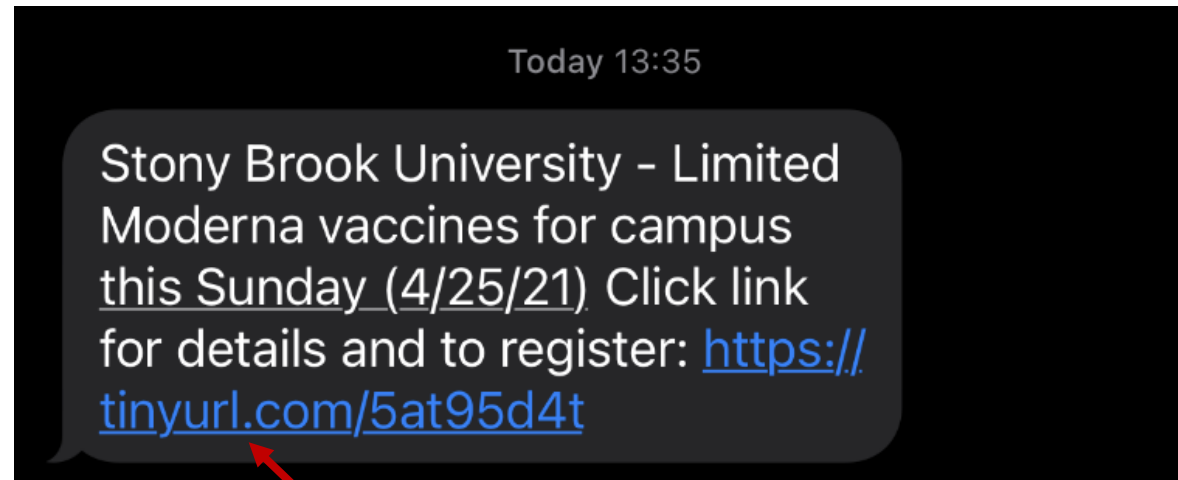 Today 13:35
Stony Brook University - Limited
Moderna vaccines for campus
this Sunday (4/25/21) Click link
for details and to register: https://
tinyurl.com/5at95d4t